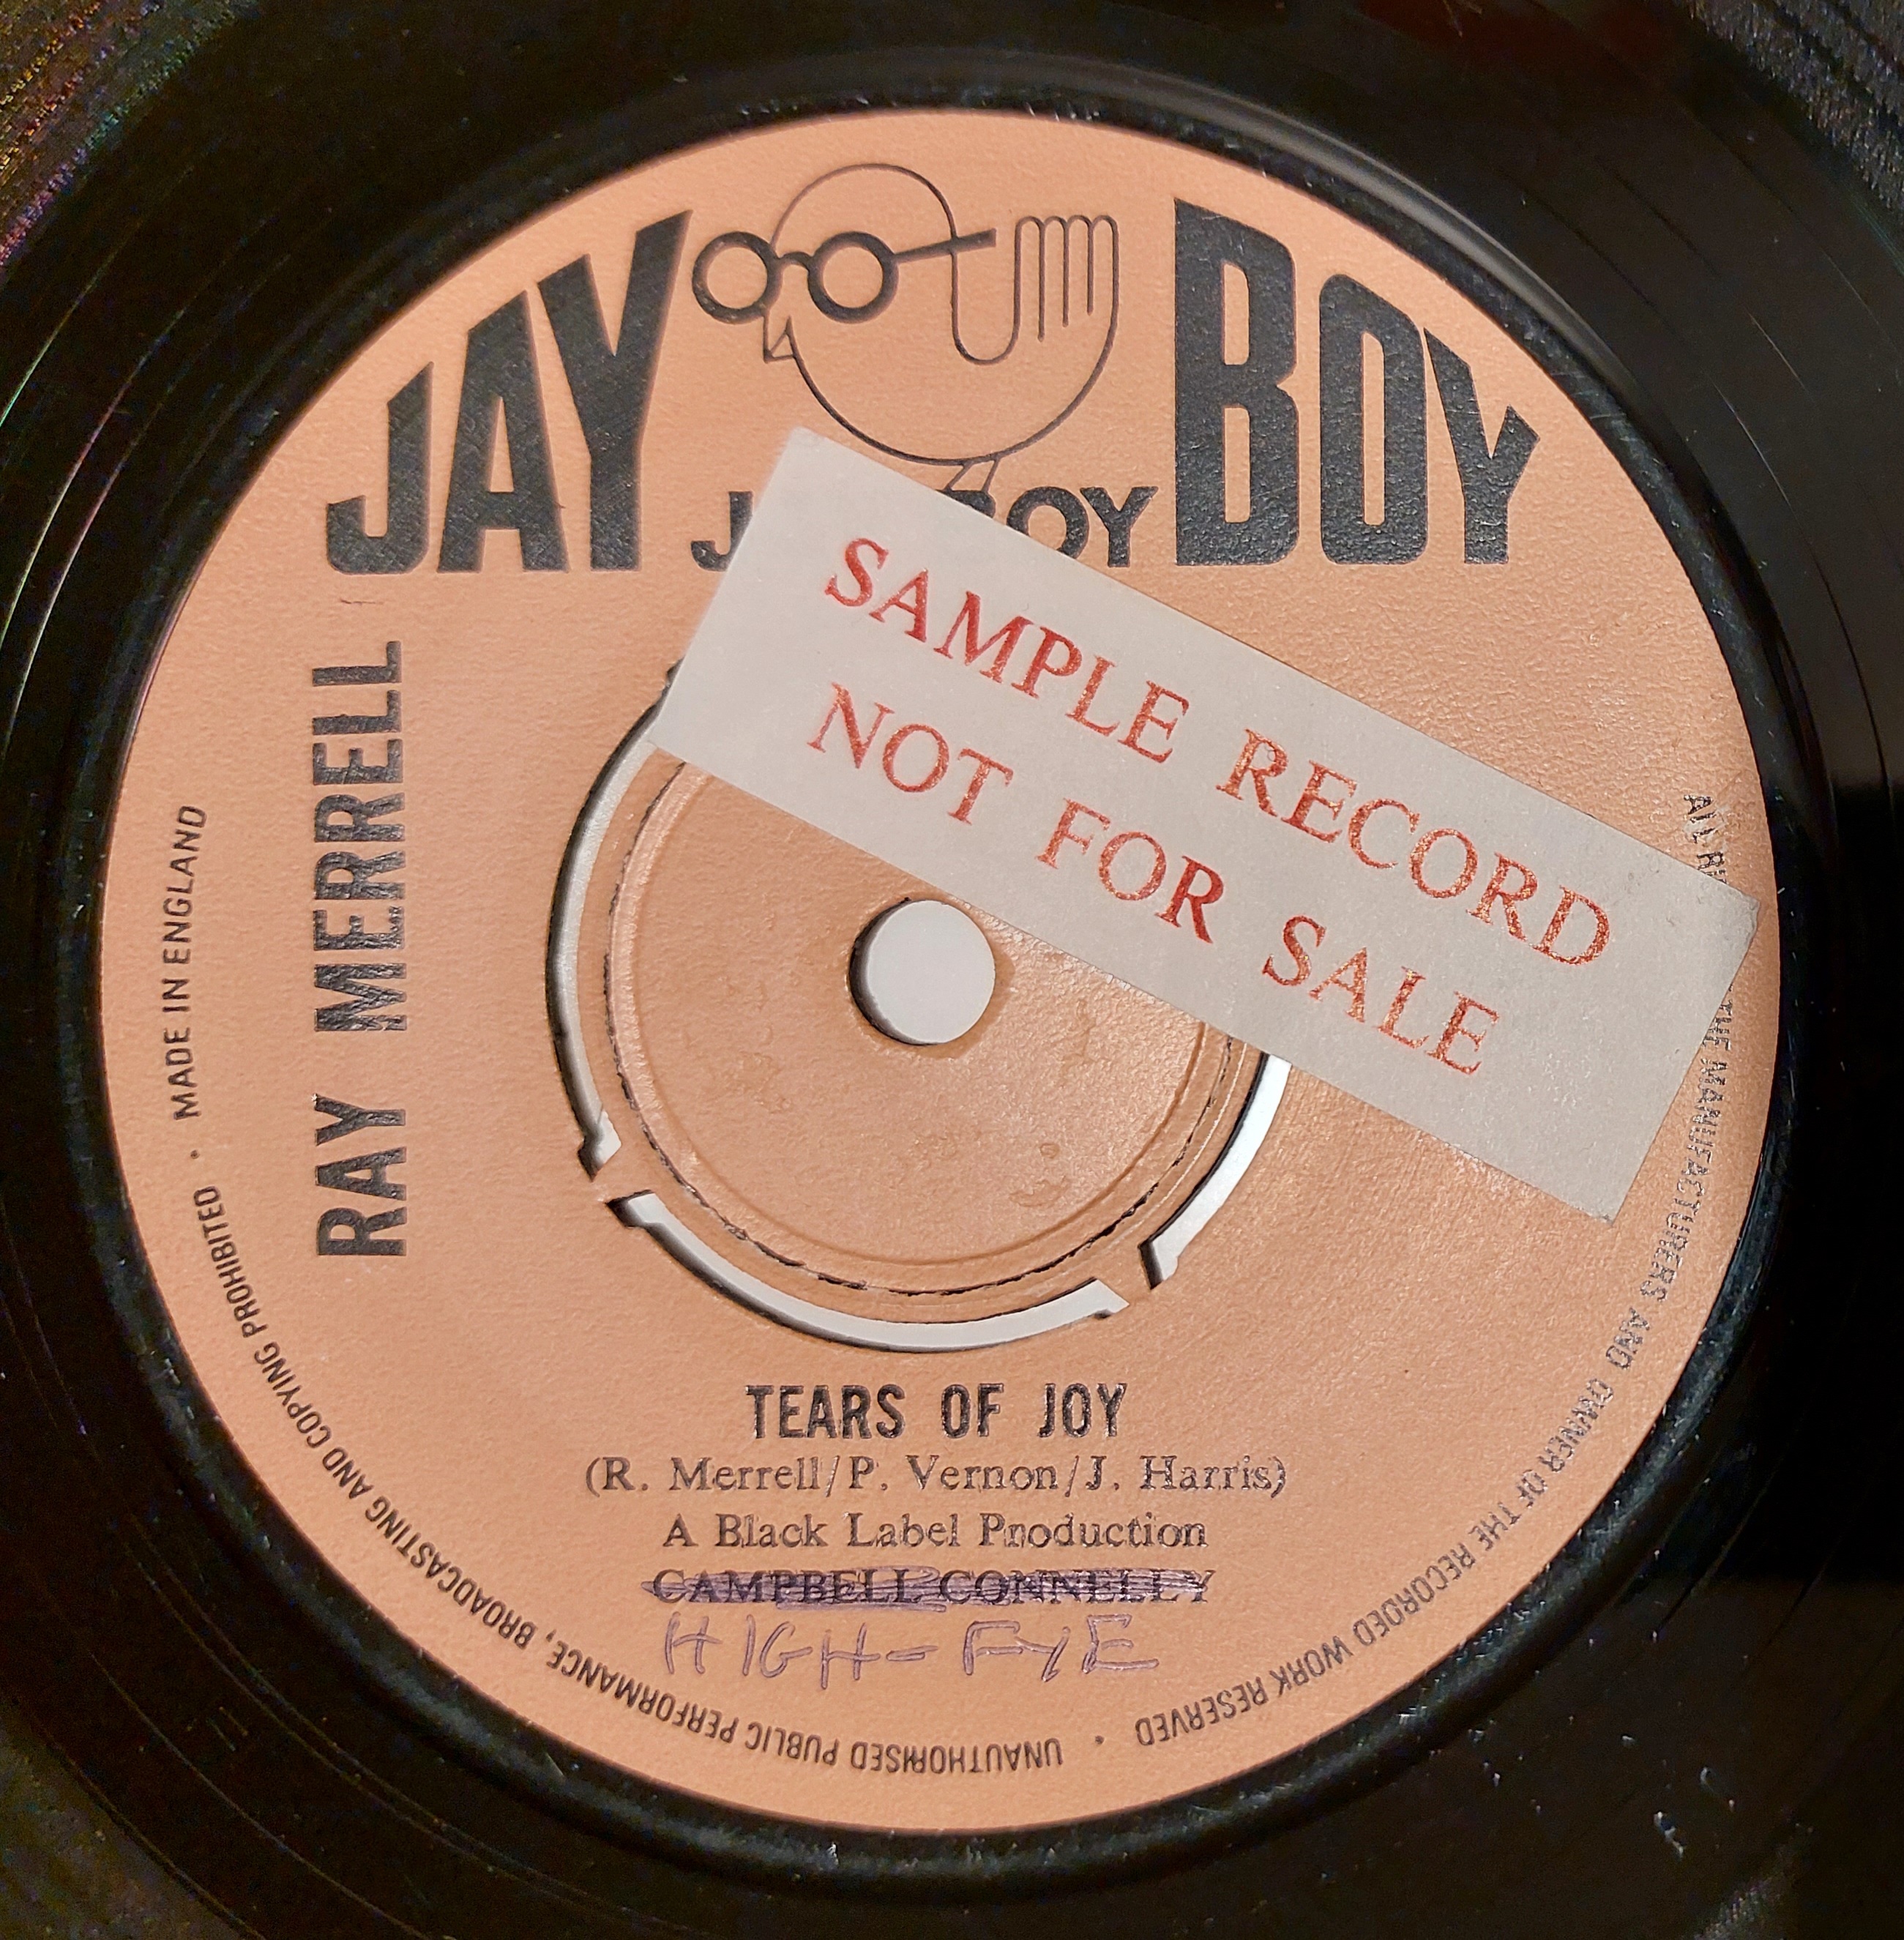 JAY BOY
J OY
SAMPLE RECORD
NOT FOR SALE
RAY MERRELL
TEARS OF JOY
(R. Merrell/P. Vernon/J. Harris)
A Black Label Production
CAMPBELL CONNELLY
HIGH-FYE
ALL THE MANUFACTURERS AND OWNER OF THE RECORDED WORK RESERVED • UNAUTHORISED PUBLIC PERFORMANCE, BROADCASTING AND COPYING PROHIBITED • MADE IN ENGLAND